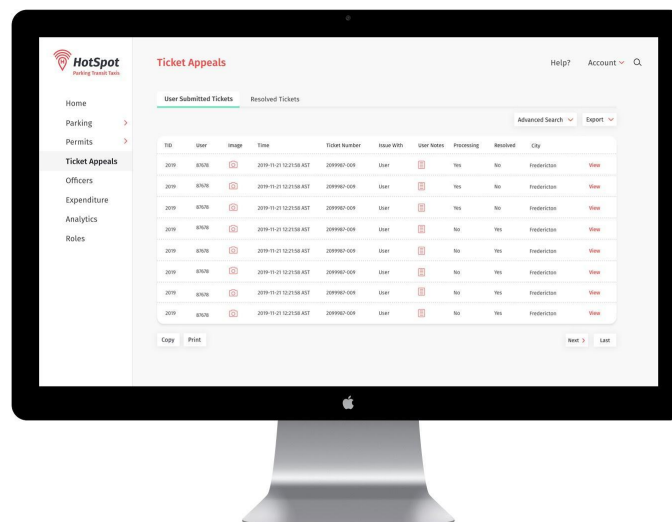 HotSpot
Parking Transit Taxis
Ticket Appeals
Help? Account
Home
Parking
Permits
Ticket Appeals
Officers
Expenditure
Analytics
Roles
User Submitted Tickets Resolved Tickets
Advanced Search Export
TID User Image Time Ticket Number Issue With User Notes Processing Resolved City
2019 87678 2019-11-21 12:21:58 AST 2099987-009 User Yes No Fredericton View
2019 87678 2019-11-21 12:21:58 AST 2099987-009 User Yes No Fredericton View
2019 87678 2019-11-21 12:21:58 AST 2099987-009 User Yes No Fredericton View
2019 87678 2019-11-21 12:21:58 AST 2099987-009 User No Yes Fredericton View
2019 87678 2019-11-21 12:21:58 AST 2099987-009 User No Yes Fredericton View
2019 87678 2019-11-21 12:21:58 AST 2099987-009 User No Yes Fredericton View
2019 87678 2019-11-21 12:21:58 AST 2099987-009 User No Yes Fredericton View
2019 87678 2019-11-21 12:21:58 AST 2099987-009 User No Yes Fredericton View
Copy Print Next Last